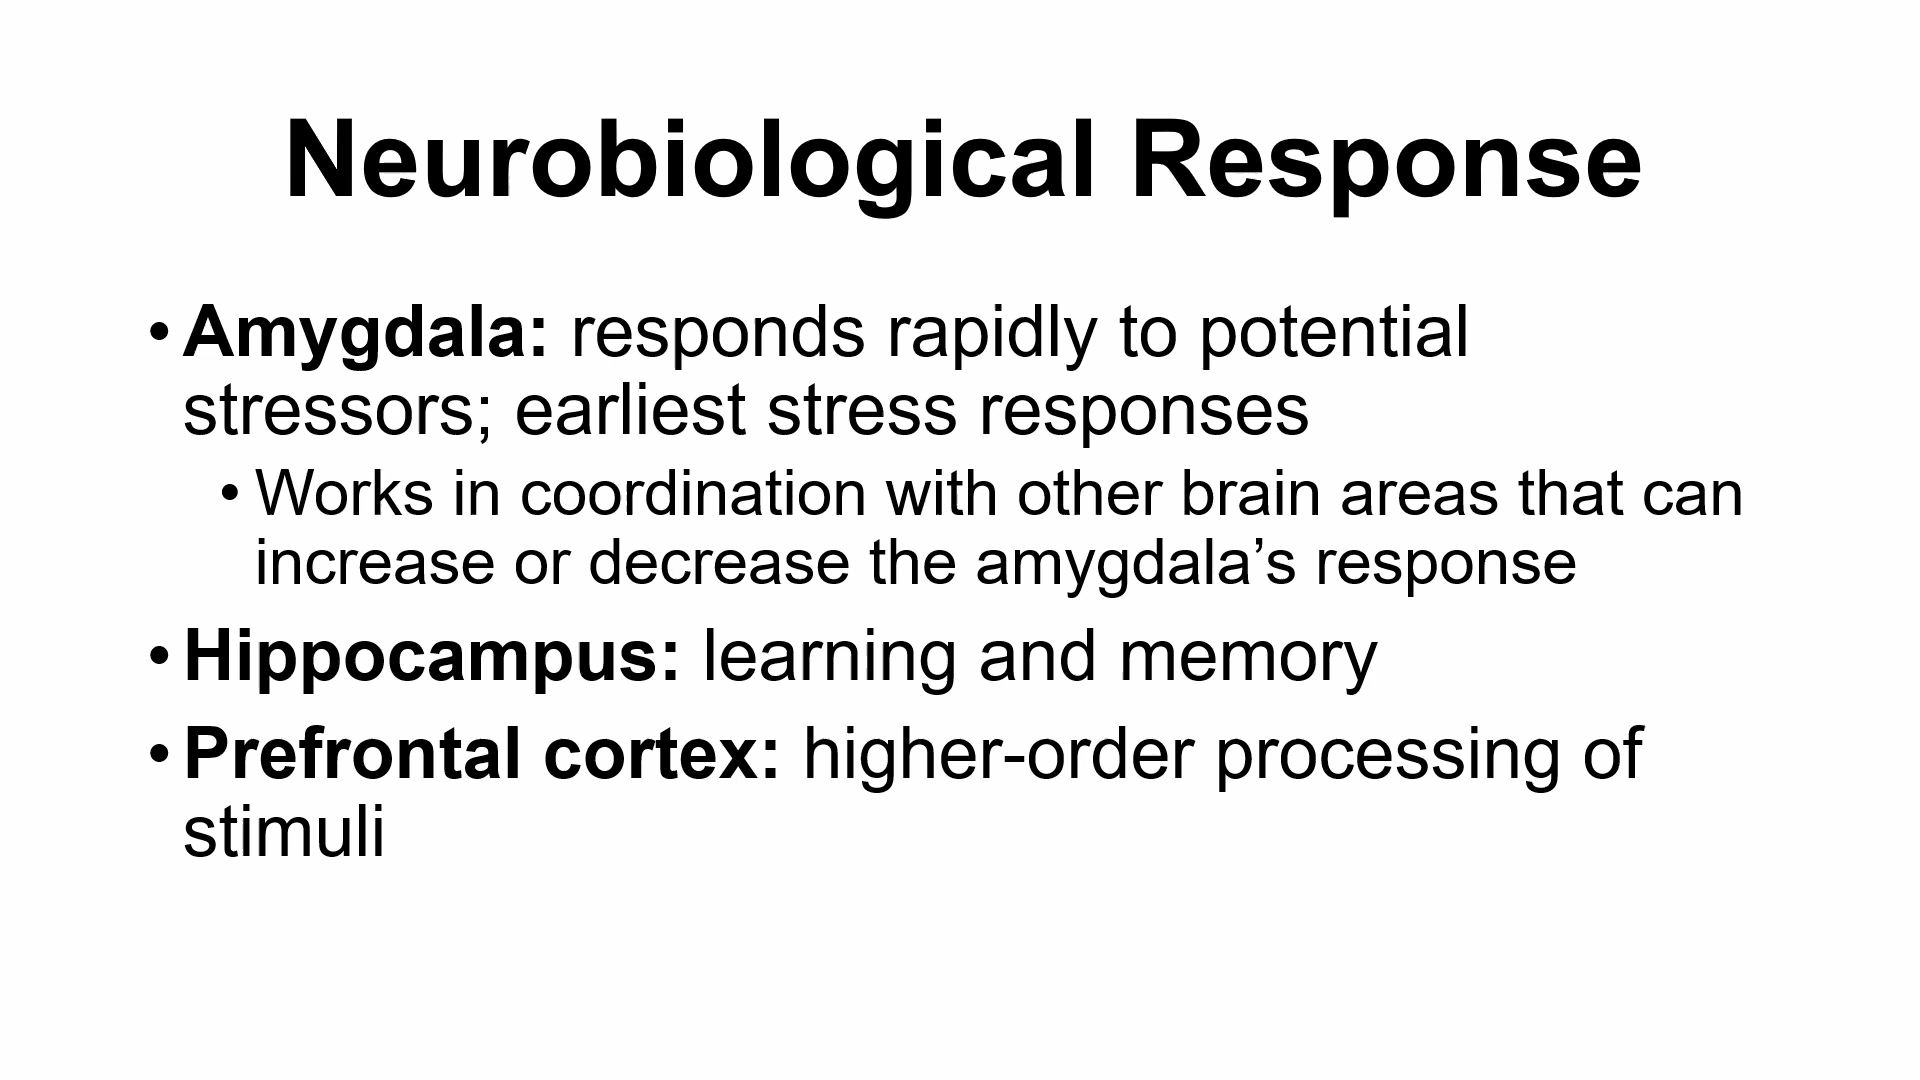 Neurobiological Response
• Amygdala: responds rapidly to potential
stressors; earliest stress responses
• Works in coordination with other brain areas that can
increase or decrease the amygdala’s response
• Hippocampus: learning and memory
• Prefrontal cortex: higher-order processing of
stimuli